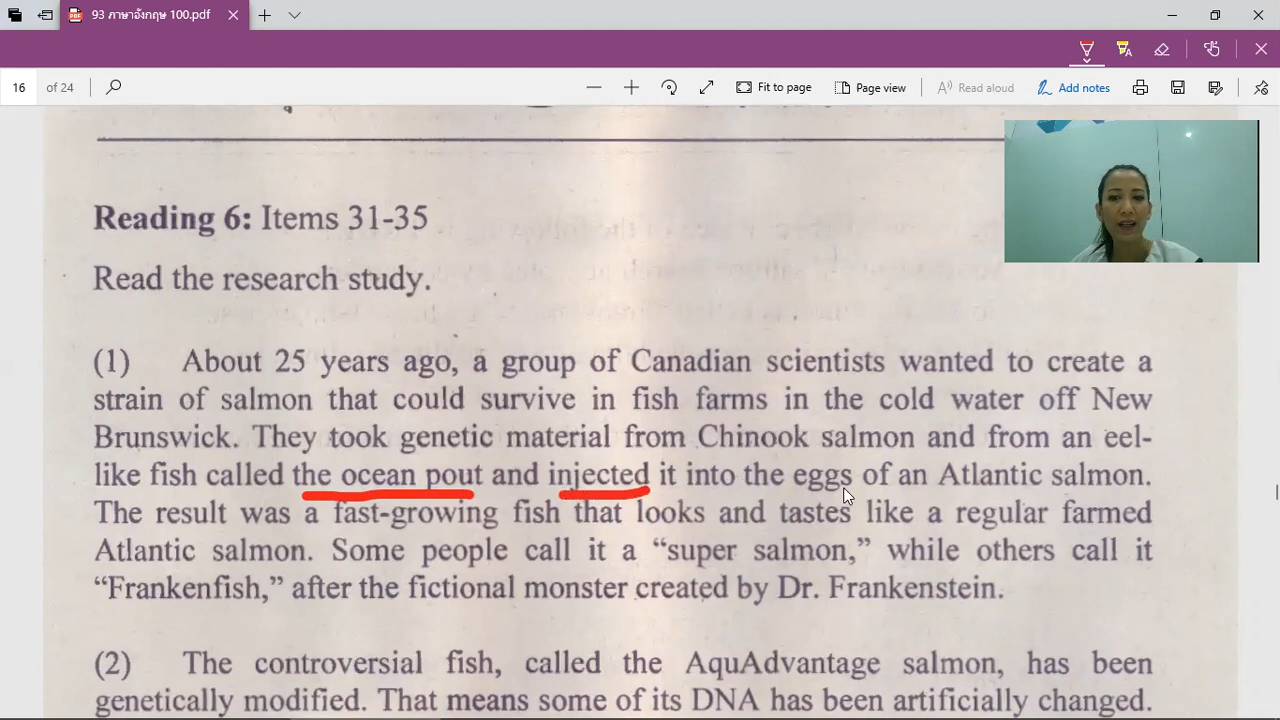 93 ภาษาอังกฤษ 100.pdf
16 of 24
Fit to page
Page view
Read aloud
Add notes
Reading 6: Items 31-35
Read the research study.
(1) About 25 years ago, a group of Canadian scientists wanted to create a
strain of salmon that could survive in fish farms in the cold water off New
Brunswick. They took genetic material from Chinook salmon and from an eel-
like fish called the ocean pout and injected it into the eggs of an Atlantic salmon.
The result was a fast-growing fish that looks and tastes like a regular farmed
Atlantic salmon. Some people call it a “super salmon,” while others call it
“Frankenfish,” after the fictional monster created by Dr. Frankenstein.
(2) The controversial fish, called the AquAdvantage salmon, has been
genetically modified. That means some of its DNA has been artificially changed.